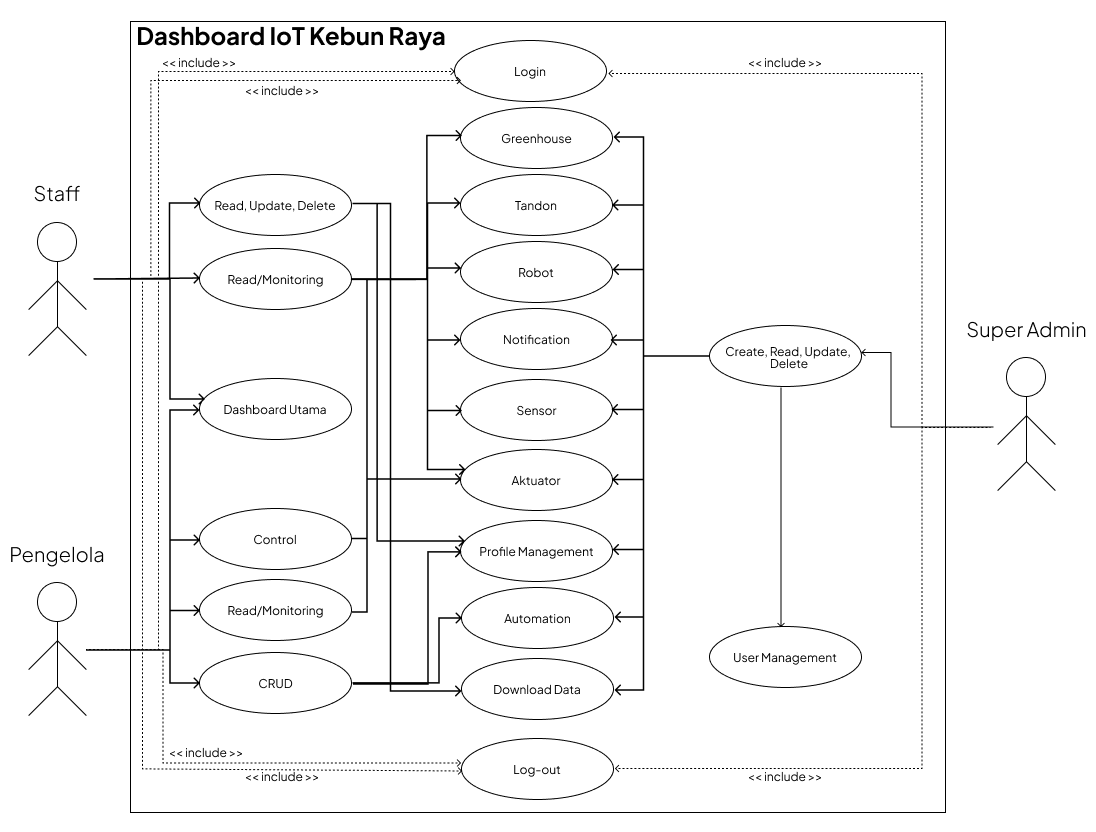 Dashboard IoT Kebun Raya
<< include >>
<< include >>
<< include >>
Login
Greenhouse
Staff
Read, Update, Delete
Tandon
Read/Monitoring
Robot
Notification
Super Admin
Create, Read, Update,
Delete
Dashboard Utama
Sensor
Aktuator
Pengelola
Control
Profile Management
Read/Monitoring
Automation
User Management
CRUD
Download Data
<< include >>
<< include >>
Log-out
<< include >>